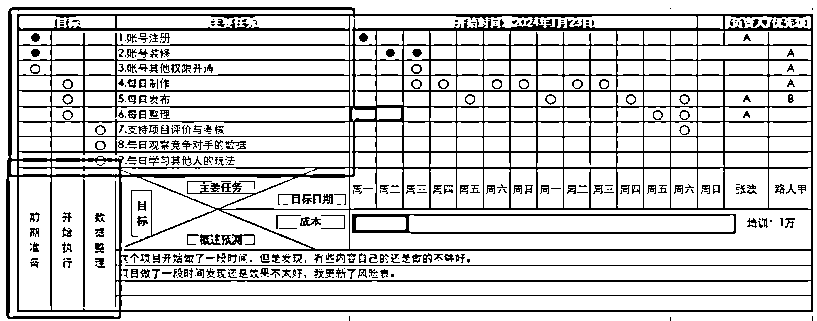 目标 主要任务 开始时间：2024年1月23日 负责人/优先级
1.账号注册 A
2.账号装修 A
3.账号其他权限开通 A
4.每日制作 A
5.每日发布 A B
6.每日整理 A
7.支持项目评价与考核
8.每日观察竞争对手的数据
9.每日学习其他人的玩法
主要任务
目标日期
目标
成本
概述预测
周一 周二 周三 周四 周五 周六 周日 周一 周二 周三 周四 周五 周六 周日 张波 路人甲
前期准备
开始执行
数据整理
培训：1万
这个项目开始做了一段时间，但是发现，有些内容自己的还是做的不够好。
项目做了一段时间发现还是效果不太好，我更新了风险表。